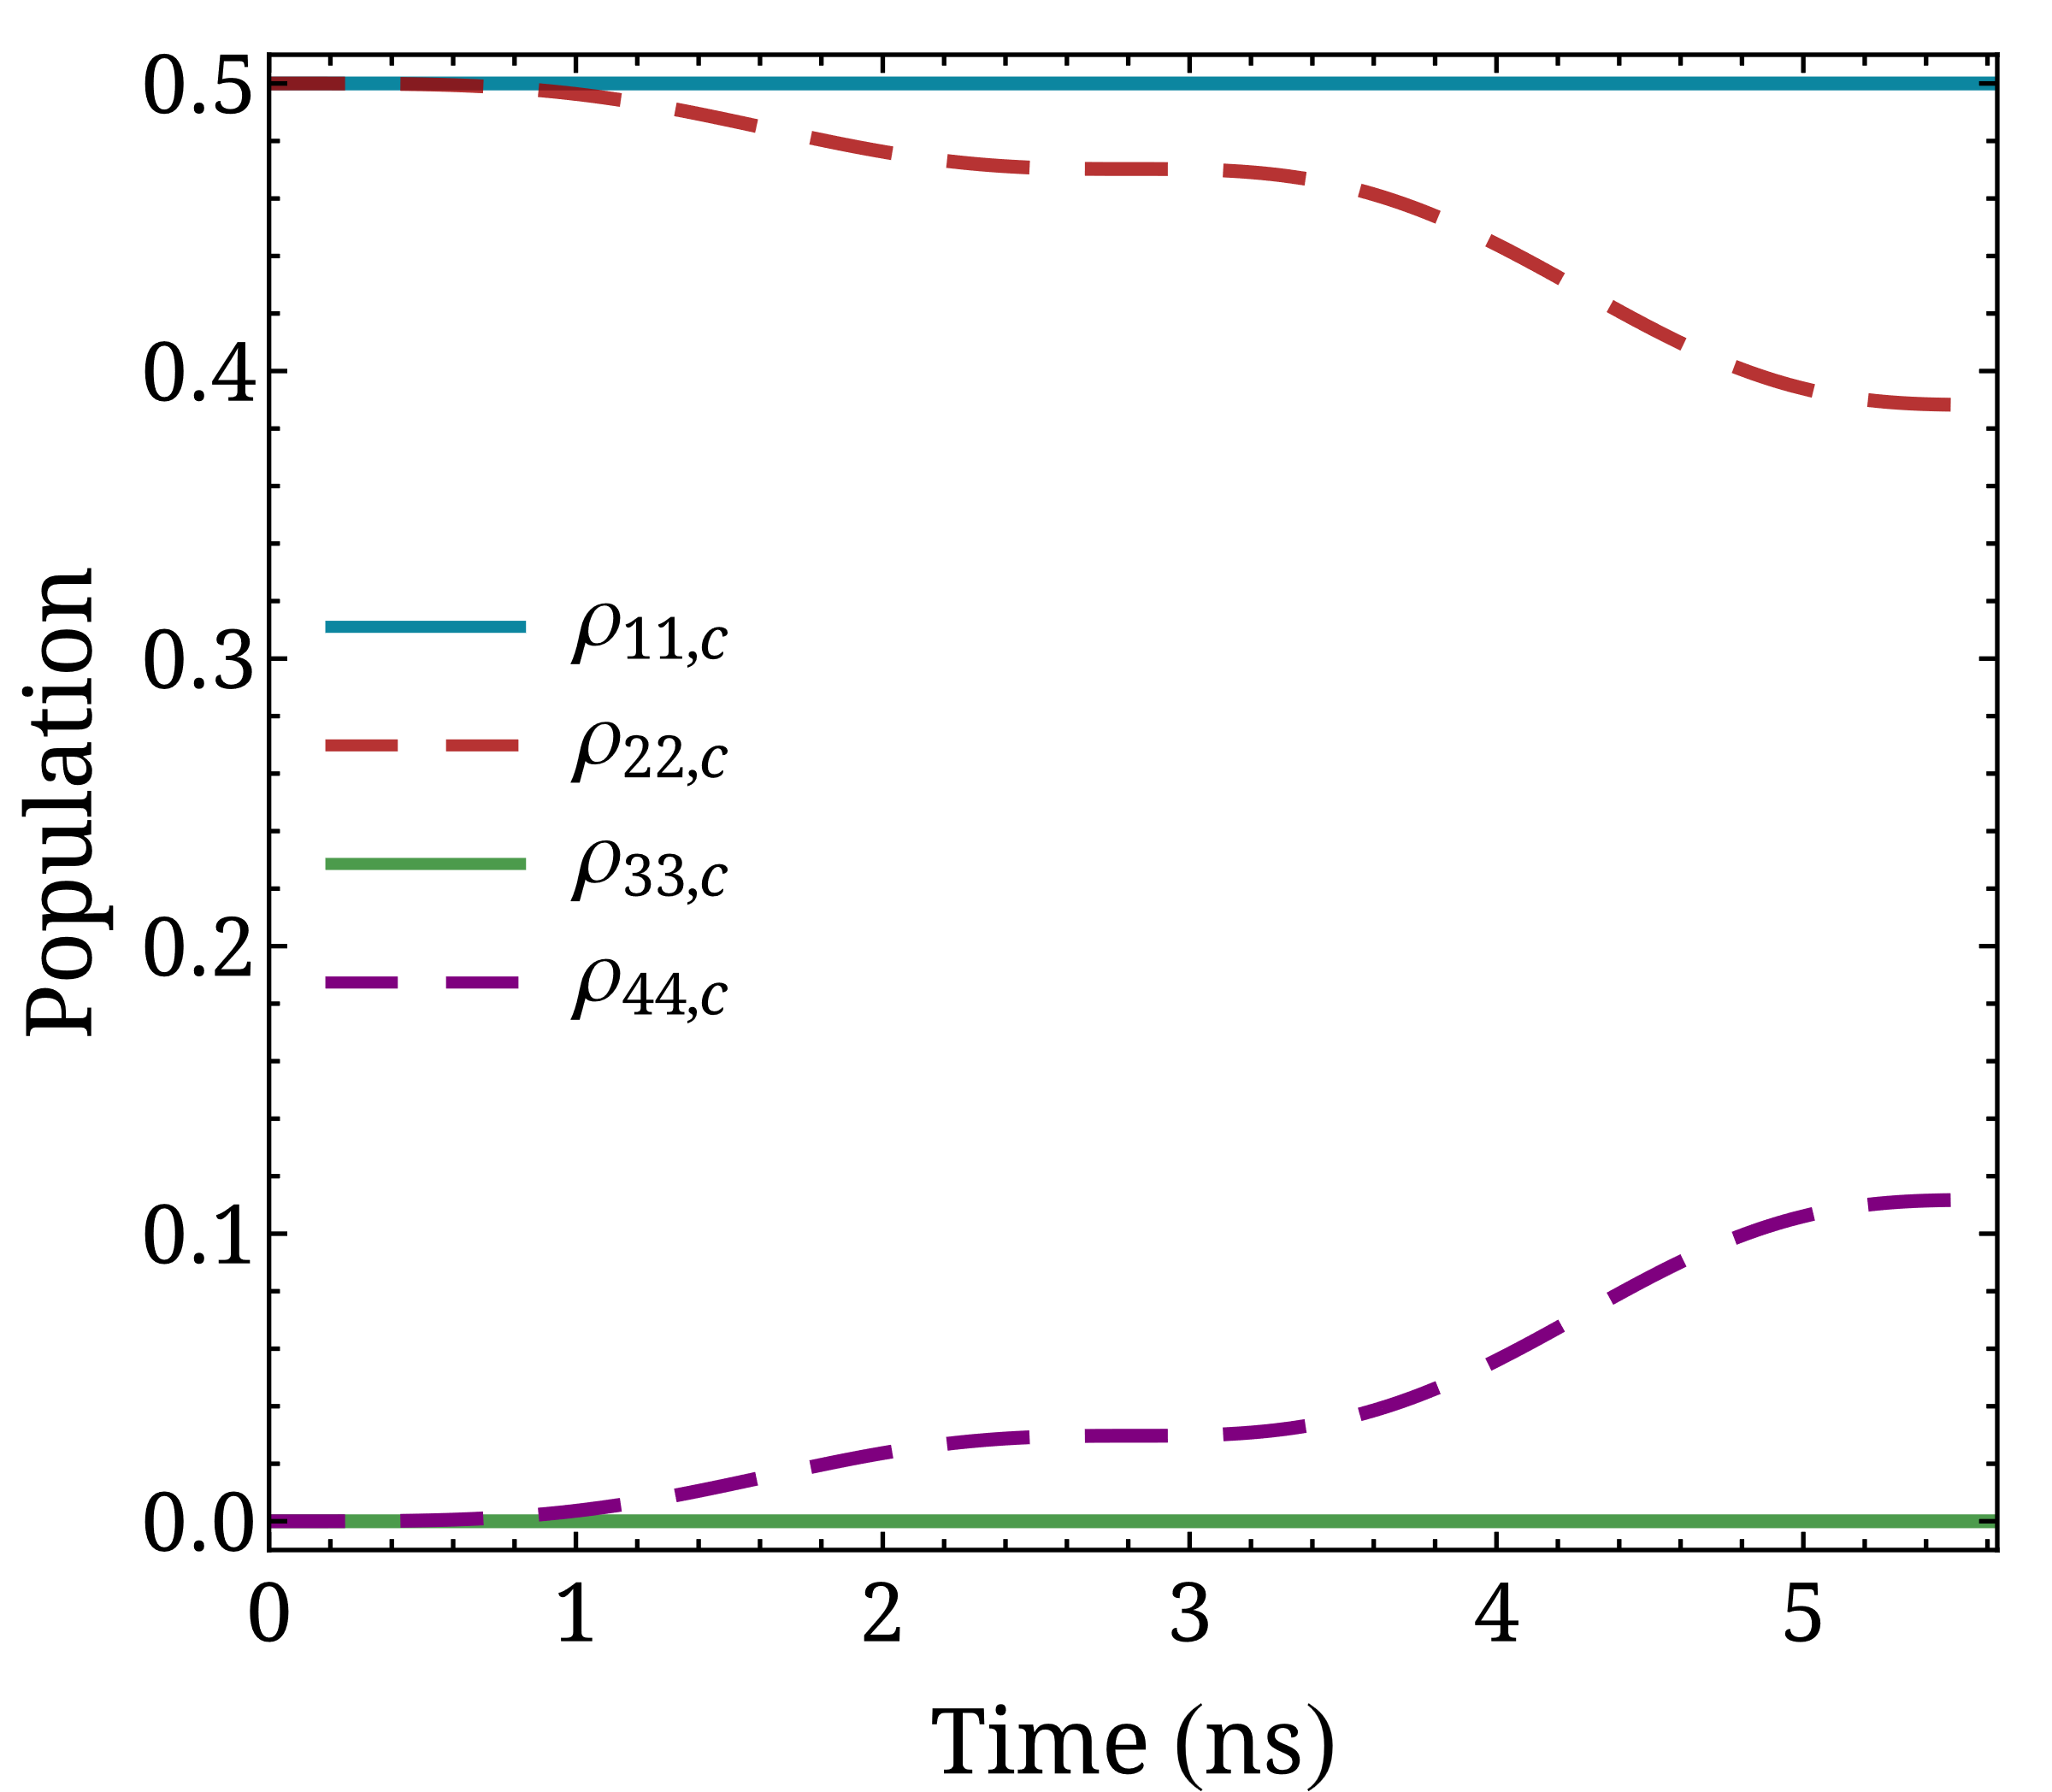 Population
0.5
0.4
0.3
0.2
0.1
0.0
ρ11,c
ρ22,c
ρ33,c
ρ44,c
0 1 2 3 4 5
Time (ns)